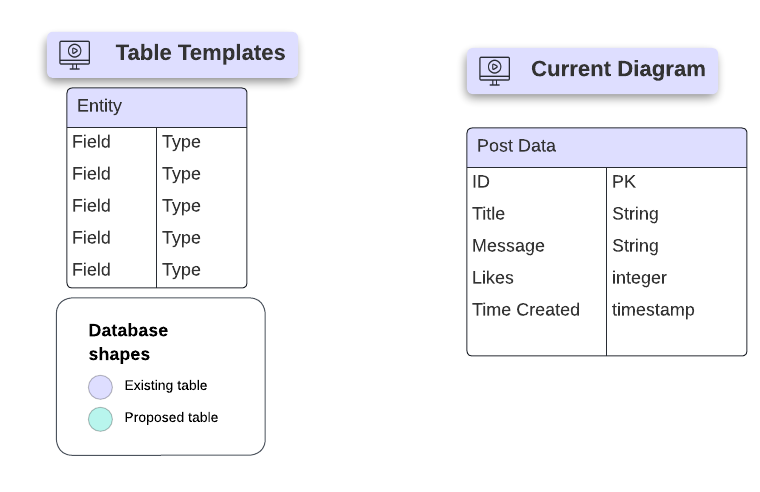 Table Templates
Entity
Field Type
Field Type
Field Type
Field Type
Field Type
Database
shapes
Existing table
Proposed table
Current Diagram
Post Data
ID PK
Title String
Message String
Likes integer
Time Created timestamp